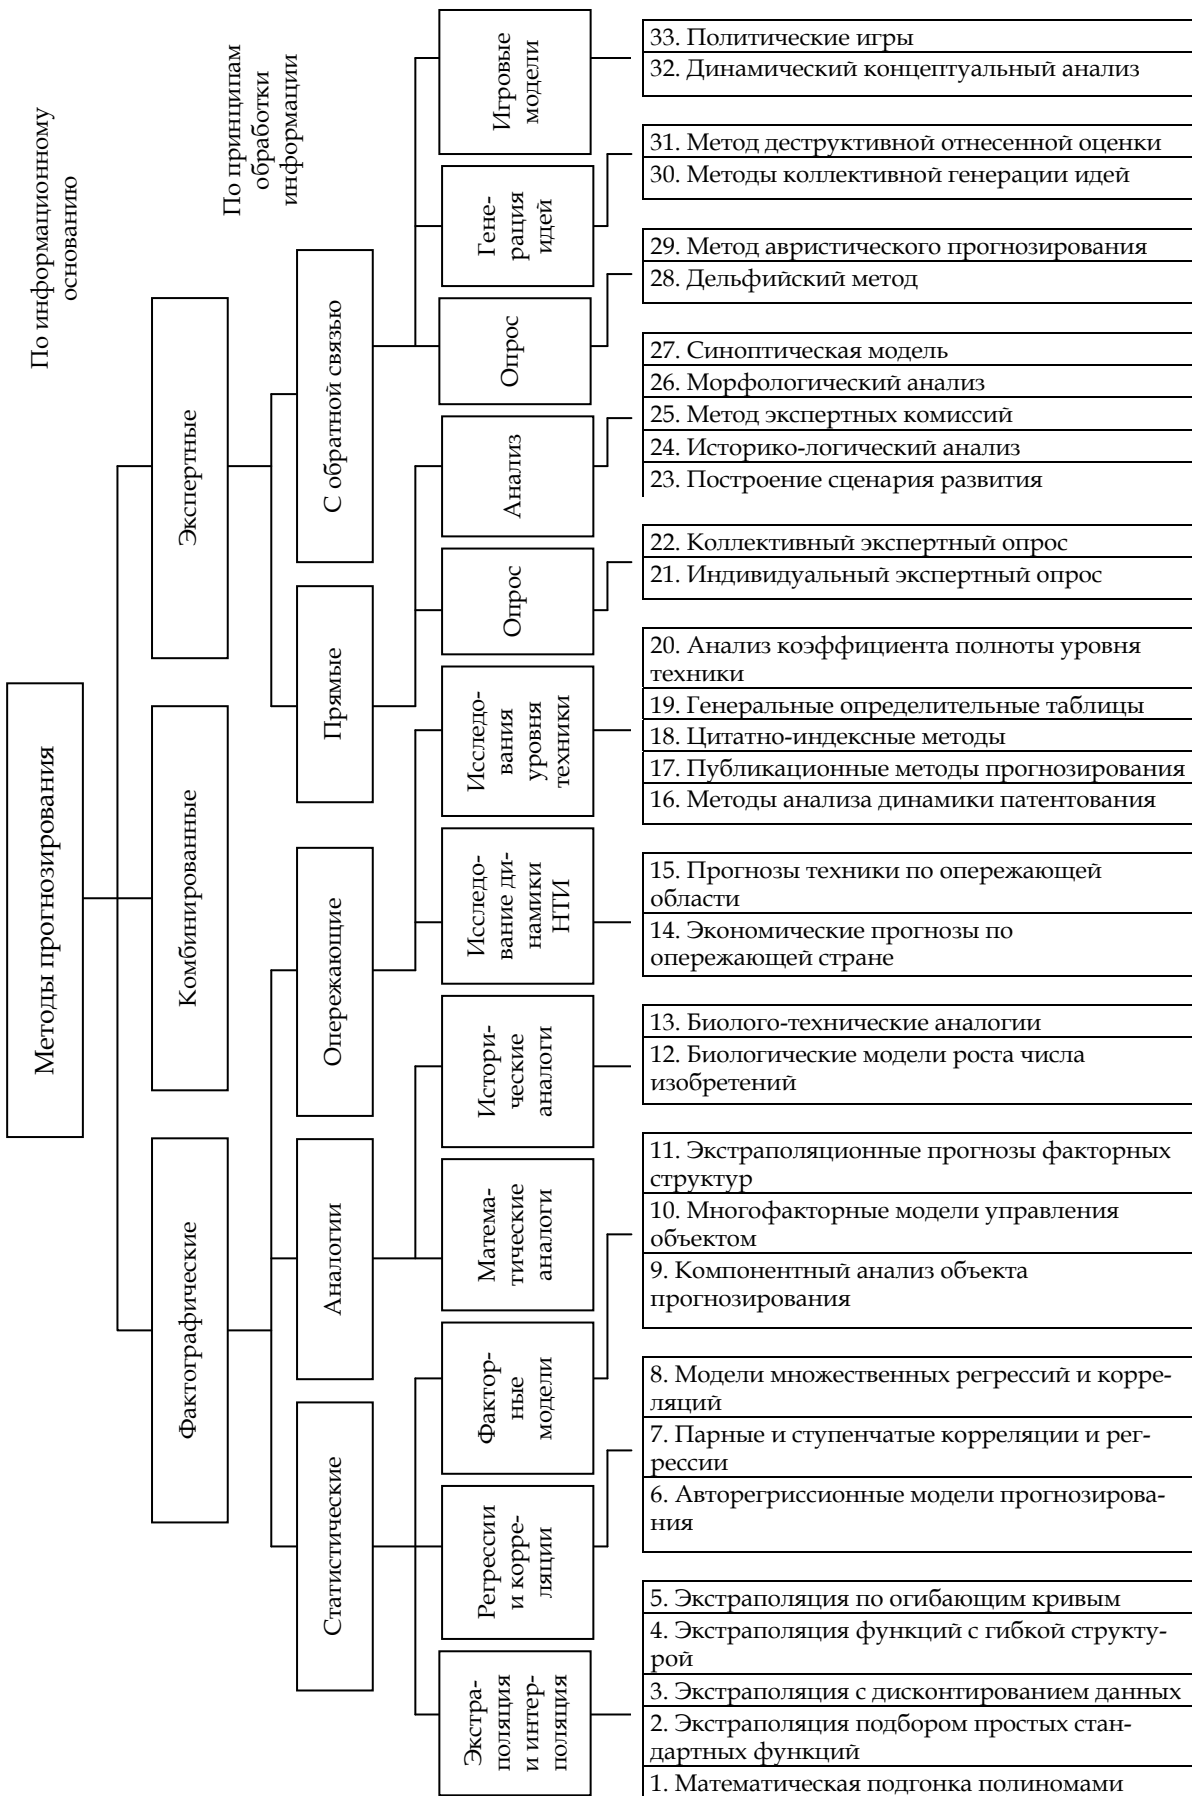 По информационному
основанию
По принципам
обработки
информации
Методы прогнозирования
Экспертные
Комбинированные
Фактографические
С обратной связью
Прямые
Опережающие
Аналогии
Статистические
Игровые
модели
Гене-
рация
идей
Опрос
Анализ
Опрос
Исследо-
вания
уровня
техники
Исследо-
вание ди-
намики
НТИ
Истори-
ческие
аналоги
Матема-
тические
аналоги
Фактор-
ные
модели
Регрессии
и корре-
ляции
Экстра-
поляция
и интер-
поляция
33. Политические игры
32. Динамический концептуальный анализ
31. Метод деструктивной отнесенной оценки
30. Методы коллективной генерации идей
29. Метод авристического прогнозирования
28. Дельфийский метод
27. Синоптическая модель
26. Морфологический анализ
25. Метод экспертных комиссий
24. Историко-логический анализ
23. Построение сценария развития
22. Коллективный экспертный опрос
21. Индивидуальный экспертный опрос
20. Анализ коэффициента полноты уровня
техники
19. Генеральные определительные таблицы
18. Цитатно-индексные методы
17. Публикационные методы прогнозирования
16. Методы анализа динамики патентования
15. Прогнозы техники по опережающей
области
14. Экономические прогнозы по
опережающей стране
13. Биолого-технические аналогии
12. Биологические модели роста числа
изобретений
11. Экстраполяционные прогнозы факторных
структур
10. Многофакторные модели управления
объектом
9. Компонентный анализ объекта
прогнозирования
8. Модели множественных регрессий и корре-
ляций
7. Парные и ступенчатые корреляции и рег-
рессии
6. Авторегриссионные модели прогнозирова-
ния
5. Экстраполяция по огибающим кривым
4. Экстраполяция функций с гибкой структу-
рой
3. Экстраполяция с дисконтированием данных
2. Экстраполяция подбором простых стан-
дартных функций
1. Математическая подгонка полиномами